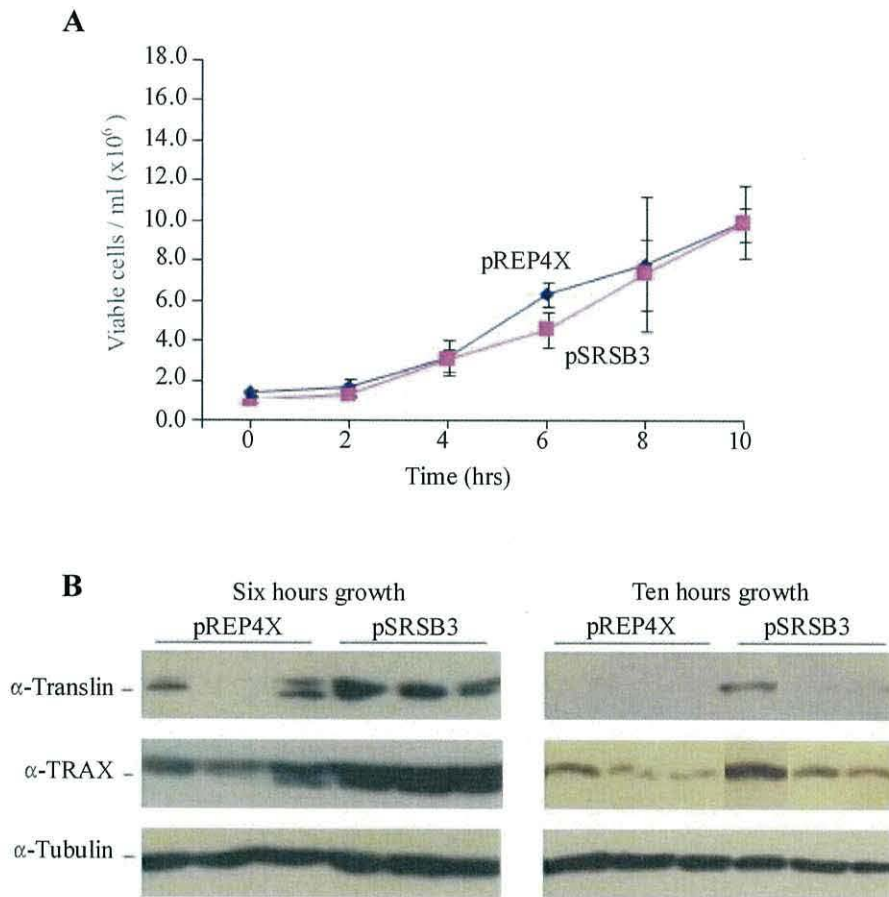 A
18.0
16.0
14.0
12.0
10.0
8.0
6.0
4.0
2.0
0.0
Viable cells / ml (x10⁶)
pREP4X
pSRSB3
0 2 4 6 8 10
Time (hrs)
B
Six hours growth Ten hours growth
pREP4X pSRSB3 pREP4X pSRSB3
α-Translin
α-TRAX
α-Tubulin